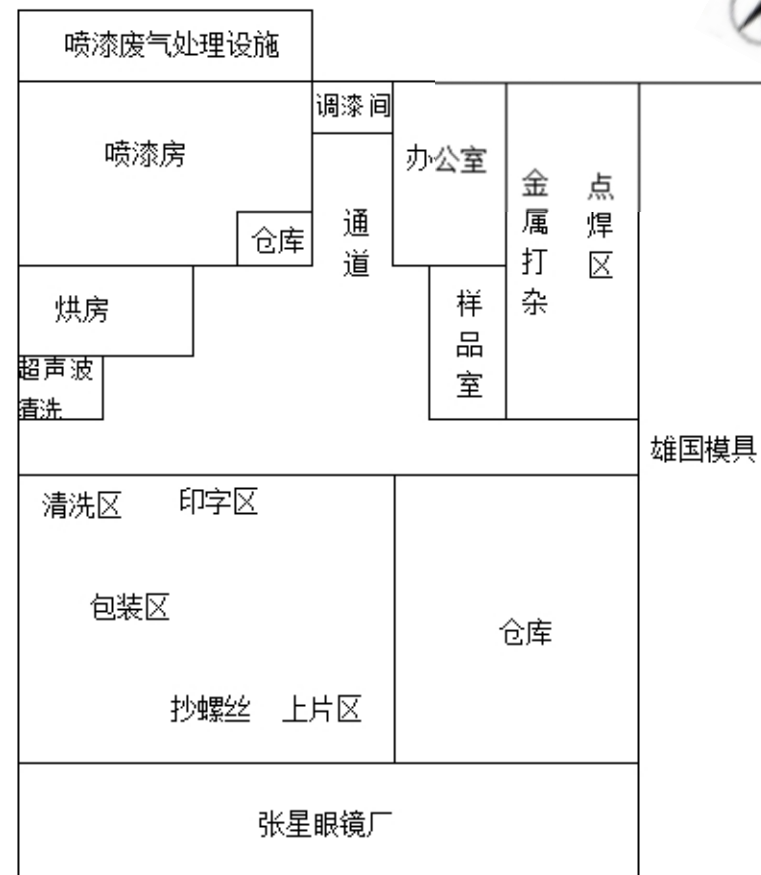 喷漆废气处理设施
调漆间
喷漆房
办公室
仓库
通道
金属打杂
点焊区
烘房
样品室
超声波
清洗
雄国模具
清洗区
印字区
包装区
仓库
抄螺丝
上片区
张星眼镜厂